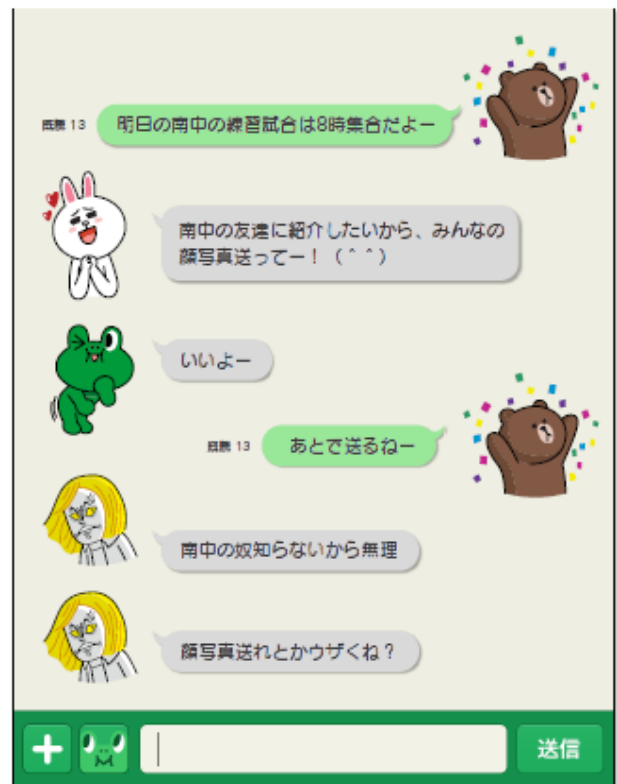 既読 13
明日の南中の練習試合は8時集合だよー
南中の友達に紹介したいから、みんなの
顔写真送ってー！（＾＾）
いいよー
既読 13
あとで送るねー
南中の奴知らないから無理
顔写真送れとかウザくね？
送信